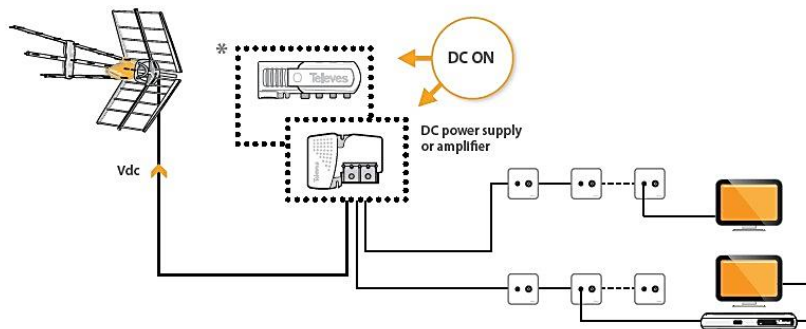 *
Televes
DC ON
DC power supply
or amplifier
Televes
Vdc